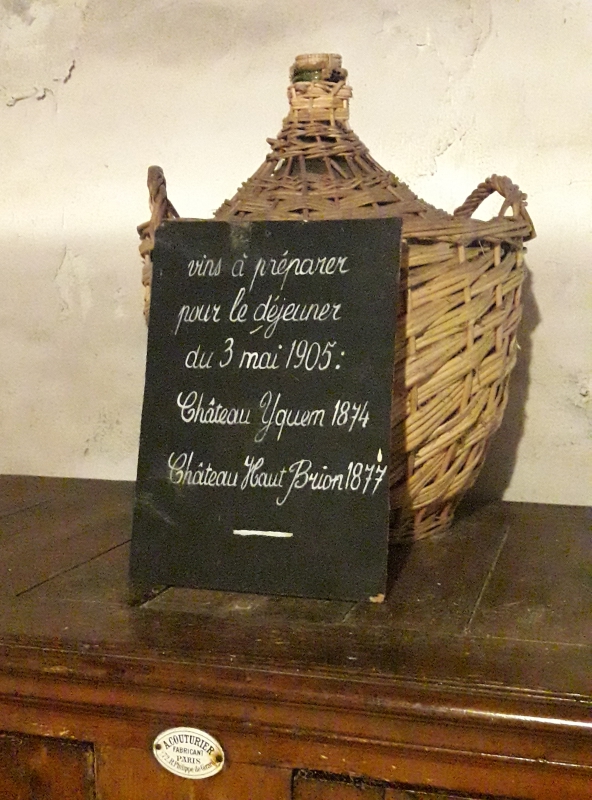 vins à préparer
pour le déjeuner
du 3 mai 1905:
Château Yquem 1874
Château Haut Brion 1877
A. COUTURIER
FABRICANT
PARIS